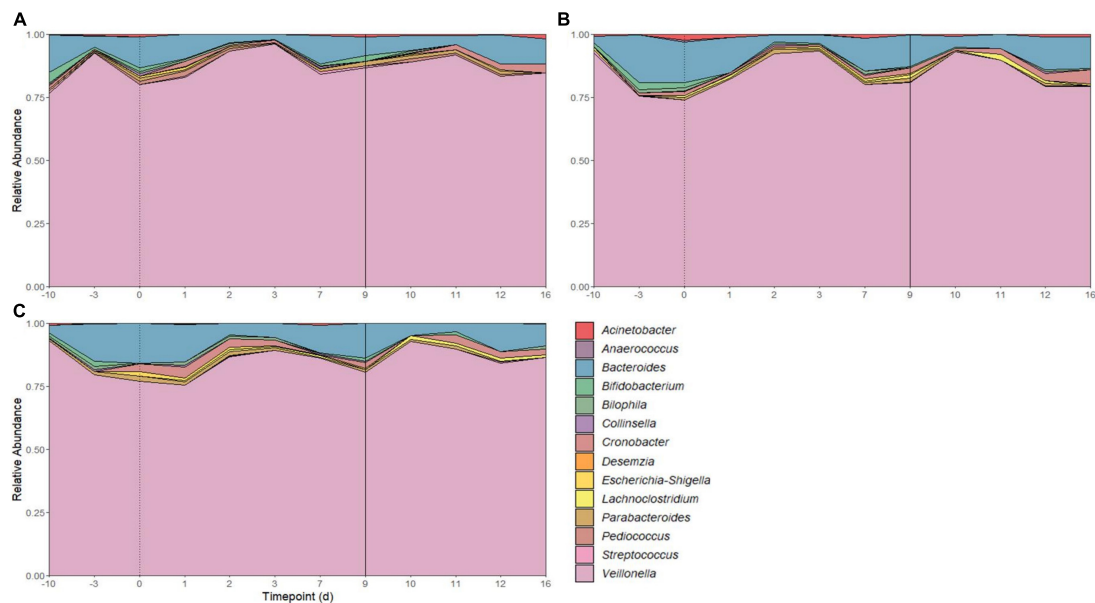 A
B
1.00
0.75
0.50
0.25
0.00
Relative Abundance
-10 -3 0 1 2 3 7 9 10 11 12 16
1.00
0.75
0.50
0.25
0.00
Relative Abundance
-10 -3 0 1 2 3 7 9 10 11 12 16
C
1.00
0.75
0.50
0.25
0.00
Relative Abundance
-10 -3 0 1 2 3 7 9 10 11 12 16
Timepoint (d)
Acinetobacter
Anaerococcus
Bacteroides
Bifidobacterium
Bilophila
Collinsella
Cronobacter
Desemzia
Escherichia-Shigella
Lachnoclostridium
Parabacteroides
Pediococcus
Streptococcus
Veillonella